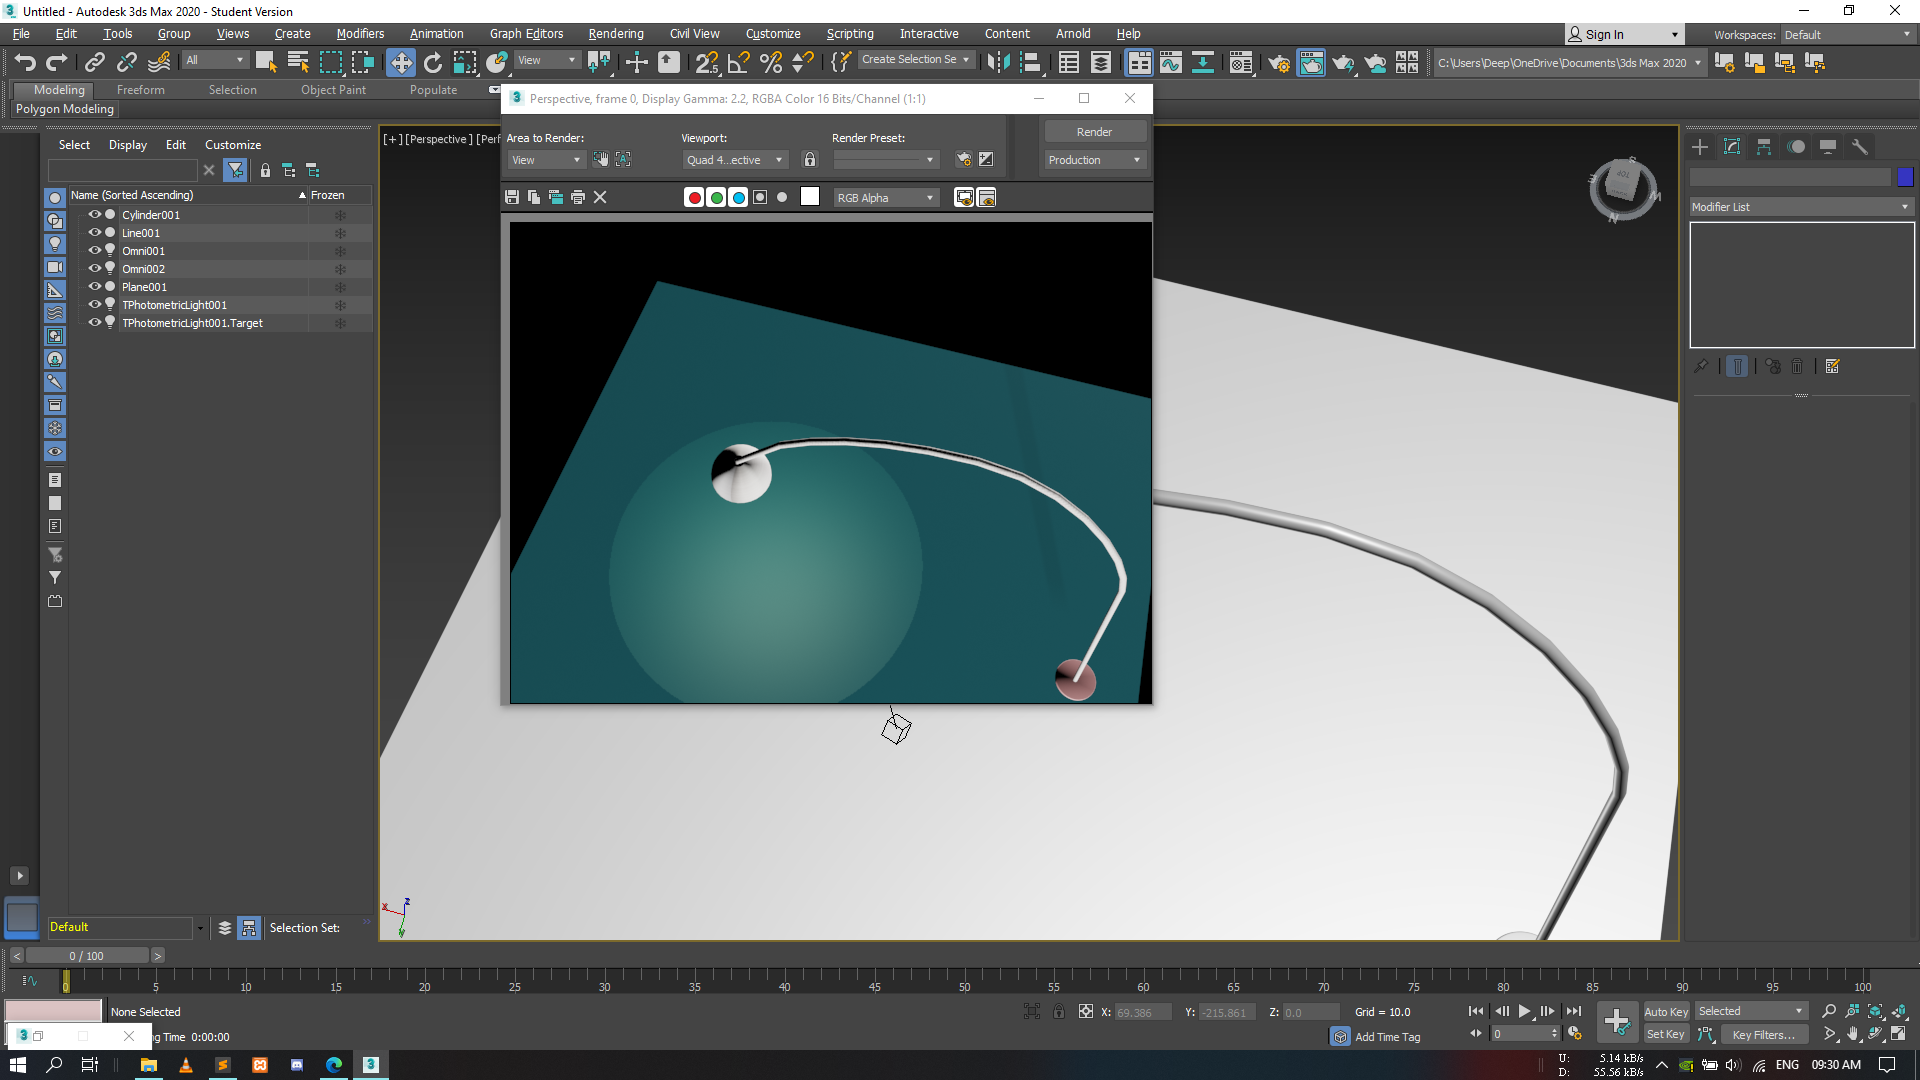 Untitled - Autodesk 3ds Max 2020 - Student Version
File Edit Tools Group Views Create Modifiers Animation Graph Editors Rendering Civil View Customize Scripting Interactive Content Arnold Help
Sign In
Workspaces: Default
All
View
Create Selection Se
C:\Users\Deep\OneDrive\Documents\3ds Max 2020
Modeling Freeform Selection Object Paint Populate
Polygon Modeling
Perspective, frame 0, Display Gamma: 2.2, RGBA Color 16 Bits/Channel (1:1)
Area to Render:
Viewport:
Render Preset:
Render
View
Quad 4...ective
Production
RGB Alpha
[+] [Perspective]
Select Display Edit Customize
Name (Sorted Ascending) Frozen
Cylinder001
Line001
Omni001
Omni002
Plane001
TPhotometricLight001
TPhotometricLight001.Target
S
TOP
E
W
N
Modifier List
x
z
y
Default
Selection Set:
< 0 / 100 >
0 5 10 15 20 25 30 35 40 45 50 55 60 65 70 75 80 85 90 95 100
None Selected
X: 69.386 Y: -215.861 Z: 0.0 Grid = 10.0
Auto Key Selected
ng Time 0:00:00
Add Time Tag
0
Set Key Key Filters...
U: 5.14 kB/s
D: 55.56 kB/s
ENG 09:30 AM